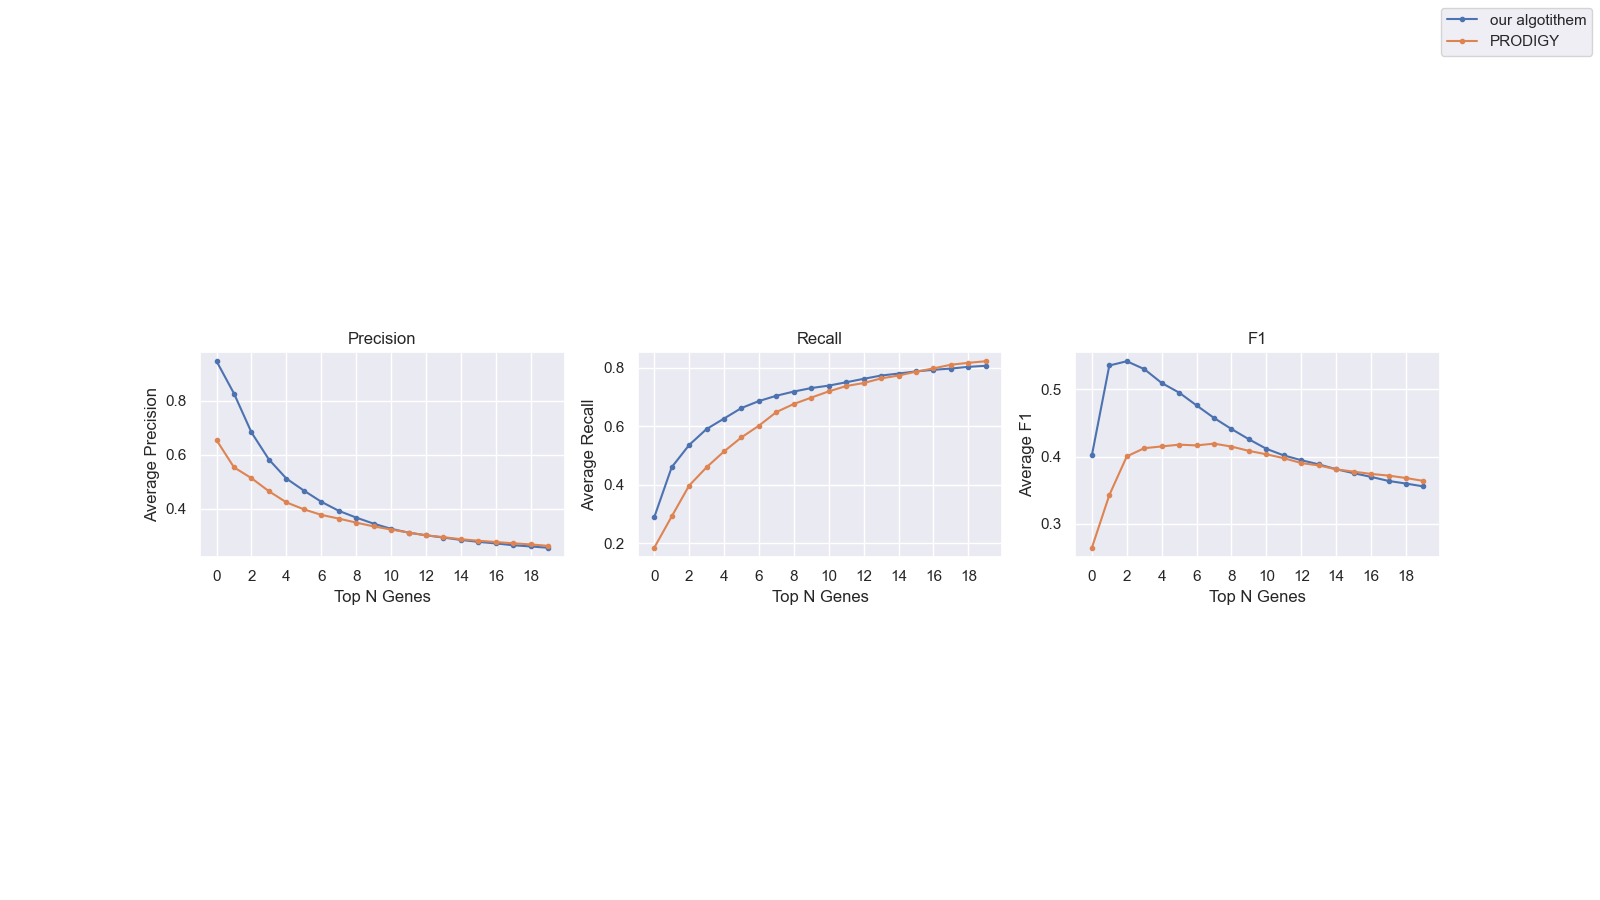 our algotithem
PRODIGY
Precision
Average Precision
0.8
0.6
0.4
0 2 4 6 8 10 12 14 16 18
Top N Genes
Recall
Average Recall
0.8
0.6
0.4
0.2
0 2 4 6 8 10 12 14 16 18
Top N Genes
F1
Average F1
0.5
0.4
0.3
0 2 4 6 8 10 12 14 16 18
Top N Genes